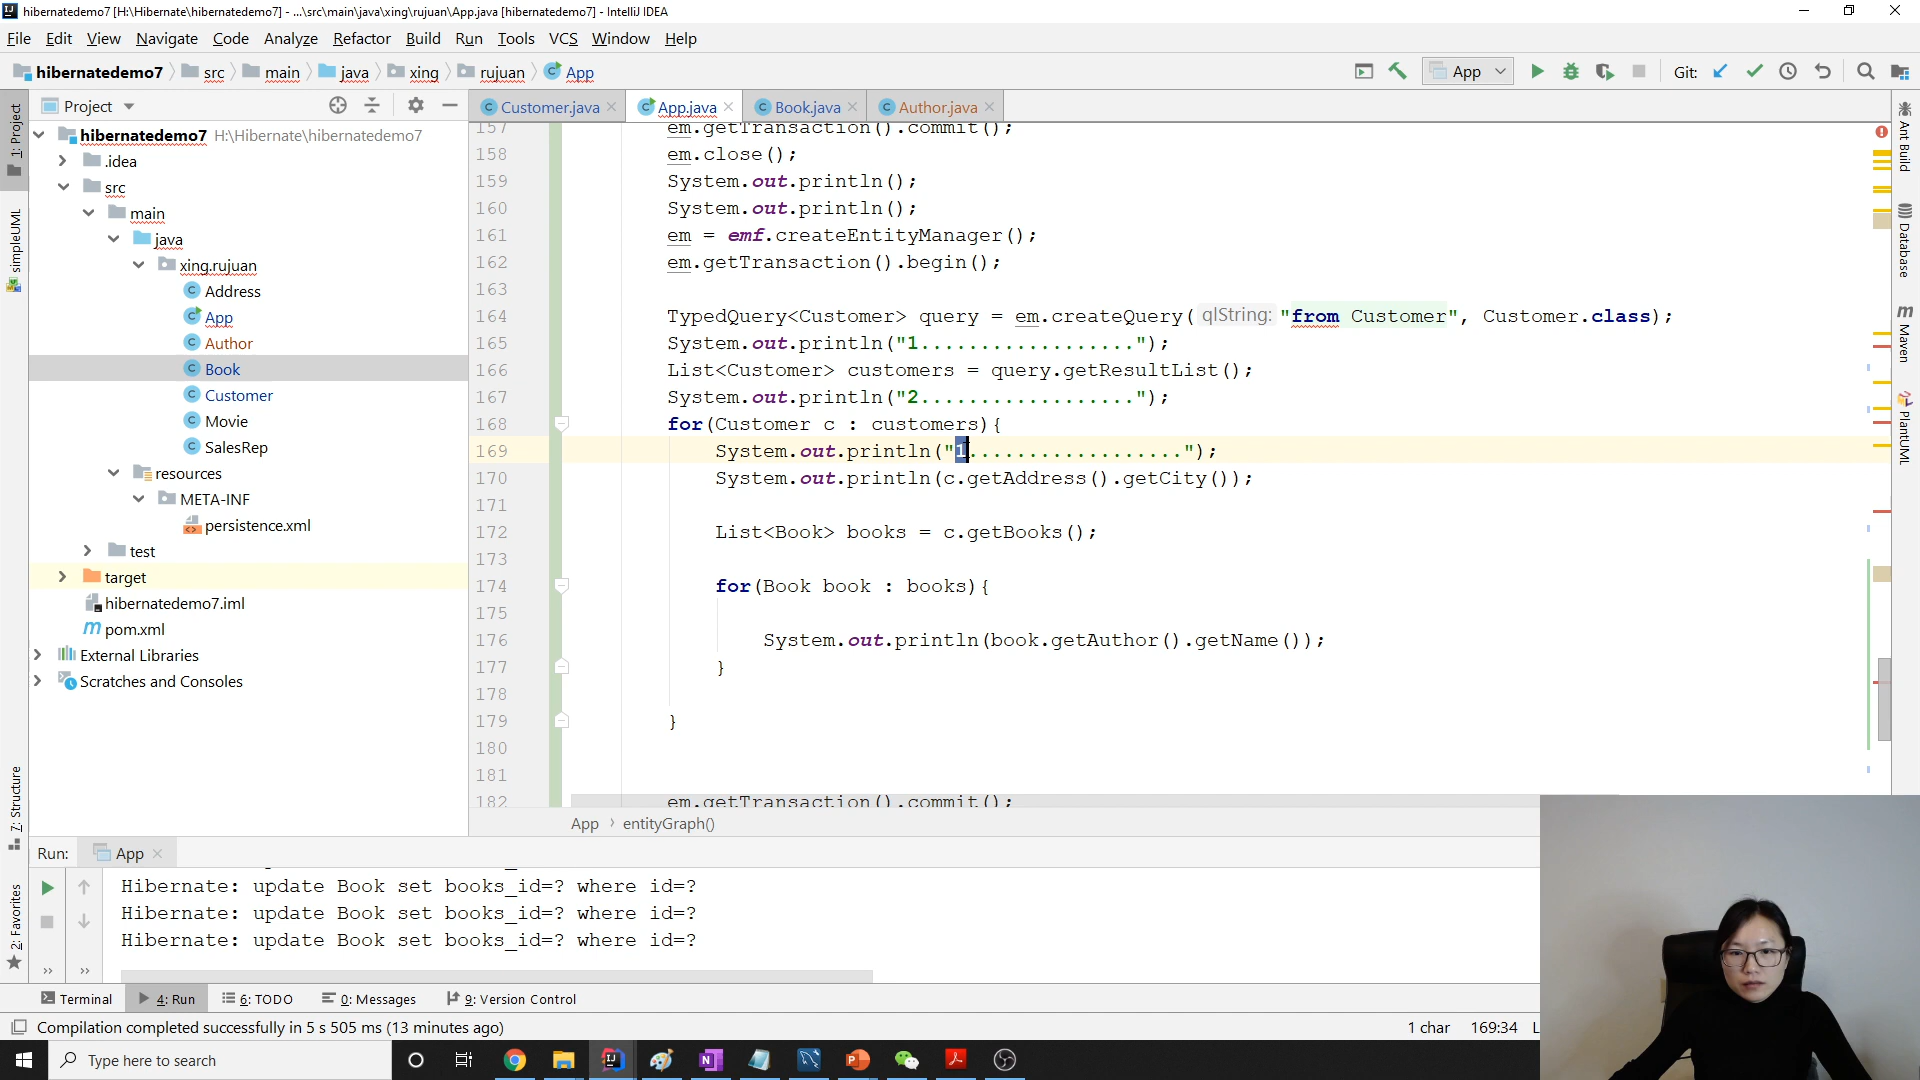 hibernatedemo7 [H:\Hibernate\hibernatedemo7] - ...\src\main\java\xing\rujuan\App.java [hibernatedemo7] - IntelliJ IDEA
File Edit View Navigate Code Analyze Refactor Build Run Tools VCS Window Help
hibernatedemo7 src main java xing rujuan App
App Git:
Project
Customer.java App.java Book.java Author.java
1: Project
simpleUML
7: Structure
2: Favorites
hibernatedemo7 H:\Hibernate\hibernatedemo7
.idea
src
main
java
xing.rujuan
Address
App
Author
Book
Customer
Movie
SalesRep
resources
META-INF
persistence.xml
test
target
hibernatedemo7.iml
pom.xml
External Libraries
Scratches and Consoles
157 em.getTransaction().commit();
158 em.close();
159 System.out.println();
160 System.out.println();
161 em = emf.createEntityManager();
162 em.getTransaction().begin();
163
164 TypedQuery<Customer> query = em.createQuery( qlString: "from Customer", Customer.class);
165 System.out.println("1..................");
166 List<Customer> customers = query.getResultList();
167 System.out.println("2..................");
168 for(Customer c : customers){
169 System.out.println("1..................");
170 System.out.println(c.getAddress().getCity());
171
172 List<Book> books = c.getBooks();
173
174 for(Book book : books){
175
176 System.out.println(book.getAuthor().getName());
177 }
178
179 }
180
181
182 em.getTransaction().commit();
App entityGraph()
Ant Build
Database
Maven
PlantUML
Run: App
Hibernate: update Book set books_id=? where id=?
Hibernate: update Book set books_id=? where id=?
Hibernate: update Book set books_id=? where id=?
Terminal 4: Run 6: TODO 0: Messages 9: Version Control
Compilation completed successfully in 5 s 505 ms (13 minutes ago)
1 char 169:34
Type here to search